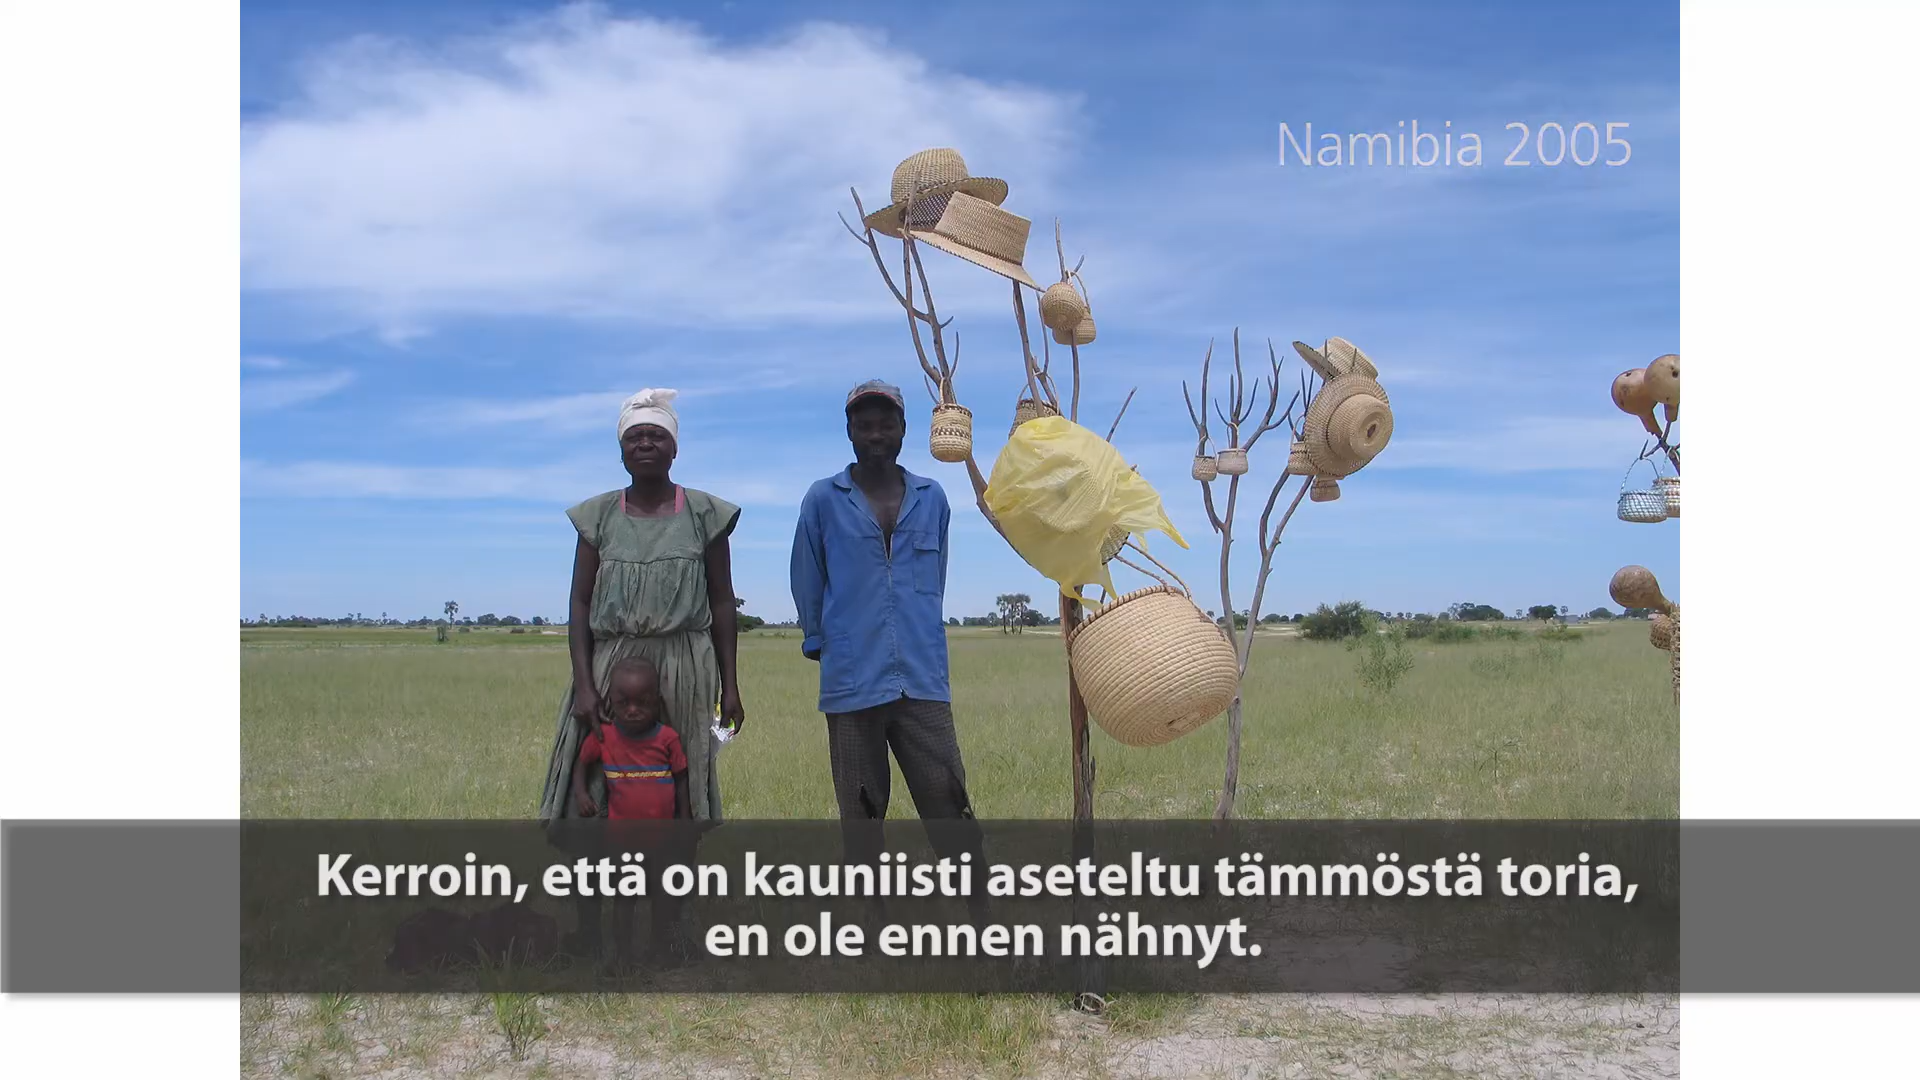 Namibia 2005
Kerroin, että on kauniisti aseteltu tämmöstä toria,
en ole ennen nähnyt.